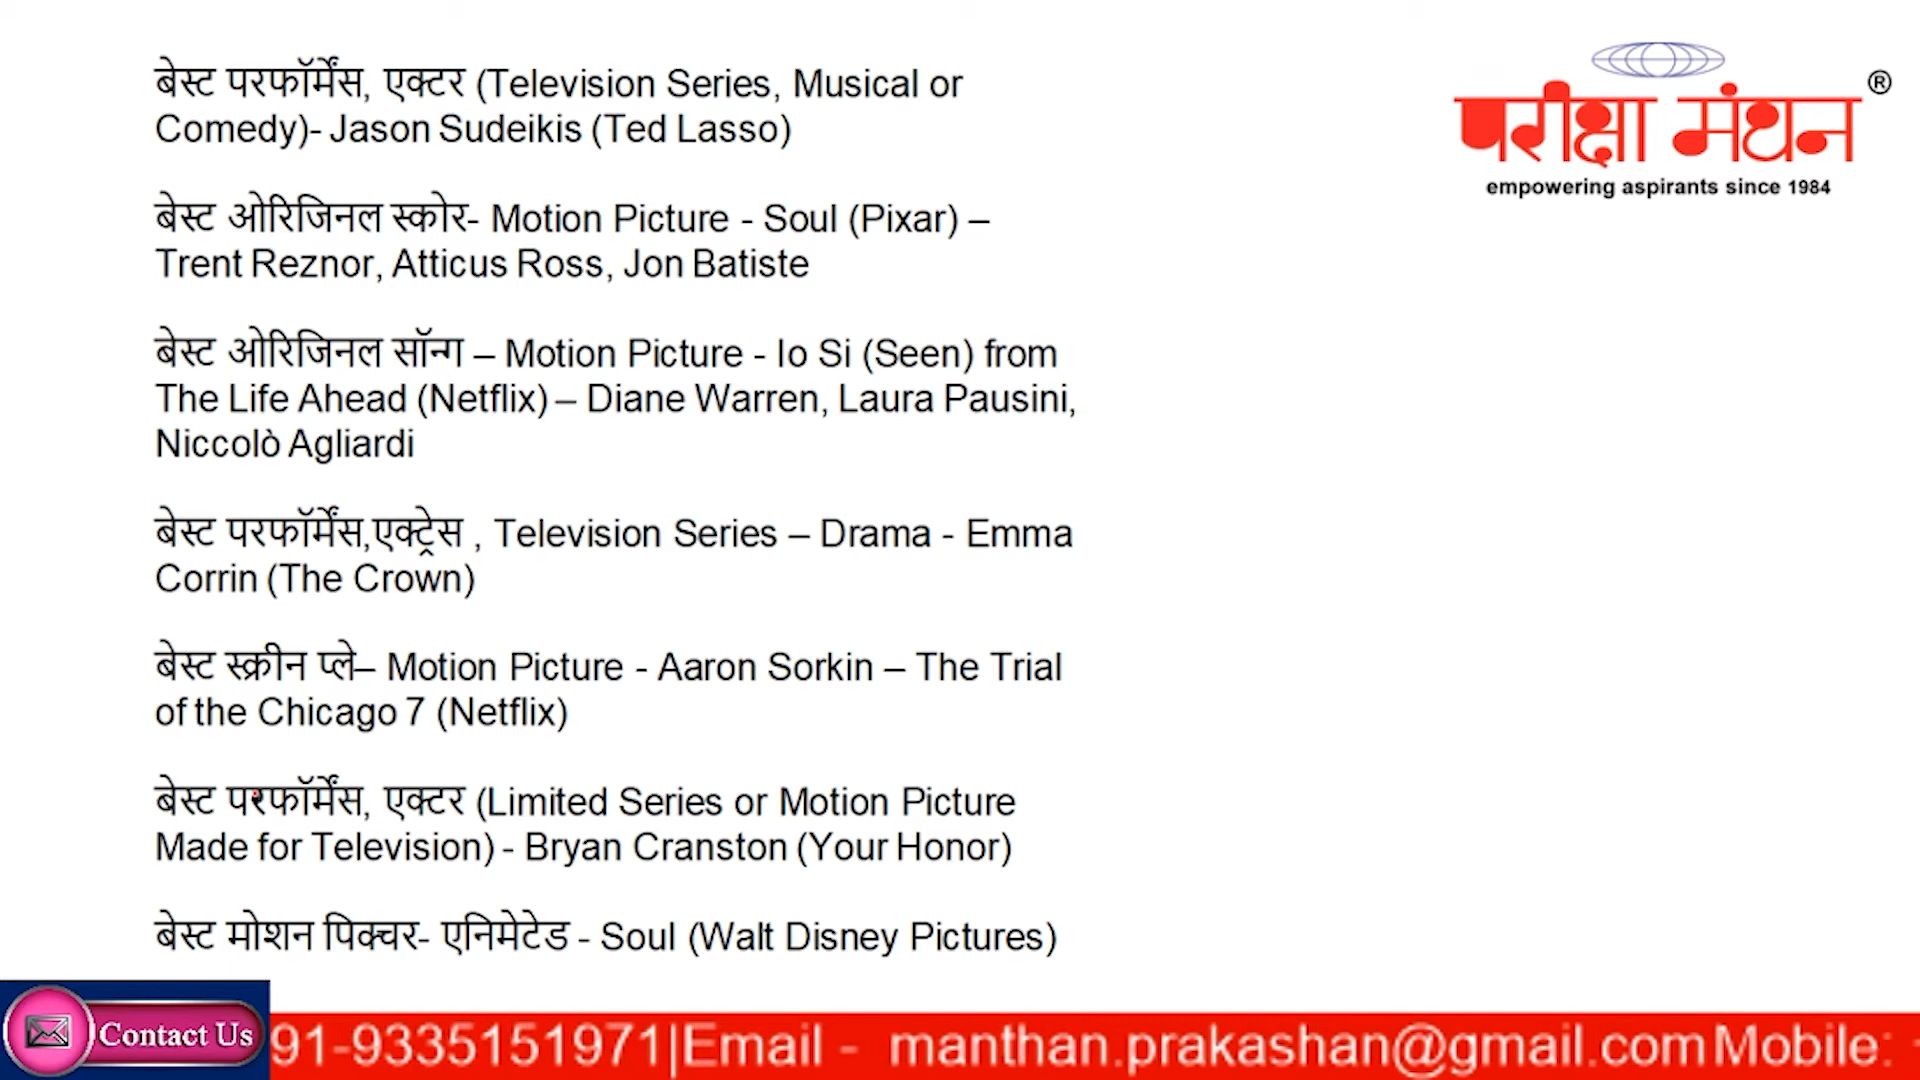 बेस्ट परफॉर्मेंस, एक्टर (Television Series, Musical or
Comedy)- Jason Sudeikis (Ted Lasso)
बेस्ट ओरिजिनल स्कोर- Motion Picture - Soul (Pixar) –
Trent Reznor, Atticus Ross, Jon Batiste
बेस्ट ओरिजिनल सॉन्ग – Motion Picture - Io Si (Seen) from
The Life Ahead (Netflix) – Diane Warren, Laura Pausini,
Niccolò Agliardi
बेस्ट परफॉर्मेंस,एक्ट्रेस , Television Series – Drama - Emma
Corrin (The Crown)
बेस्ट स्क्रीन प्ले– Motion Picture - Aaron Sorkin – The Trial
of the Chicago 7 (Netflix)
बेस्ट परफॉर्मेंस, एक्टर (Limited Series or Motion Picture
Made for Television) - Bryan Cranston (Your Honor)
बेस्ट मोशन पिक्चर- एनिमेटेड - Soul (Walt Disney Pictures)
परीक्षा मंथन ®
empowering aspirants since 1984
Contact Us
91-9335151971|Email - manthan.prakashan@gmail.com Mobile: